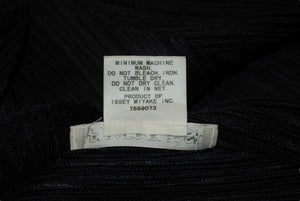 MINIMUM MACHINE
WASH.
DO NOT BLEACH, IRON,
TUMBLE DRY.
DO NOT DRY CLEAN.
CLEAN IN NET.
PRODUCT OF
ISSEY MIYAKE INC.
7889073